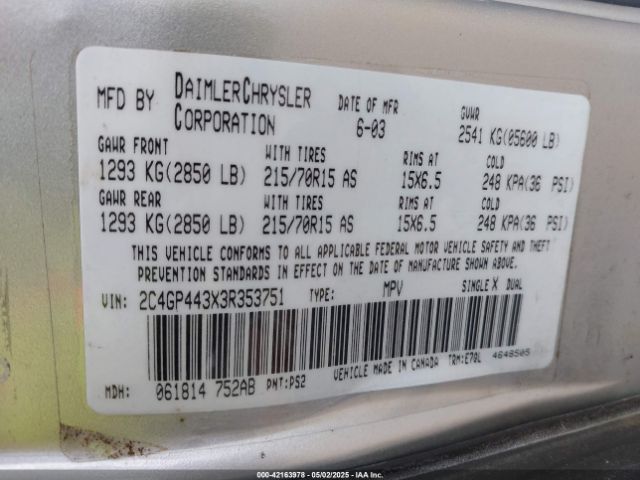 MFD BY DAIMLERCHRYSLER CORPORATION DATE OF MFR 6-03 GVWR 2541 KG(05600 LB)
GAWR FRONT WITH TIRES RIMS AT COLD
1293 KG(2850 LB) 215/70R15 AS 15X6.5 248 KPA(36 PSI)
GAWR REAR WITH TIRES RIMS AT COLD
1293 KG(2850 LB) 215/70R15 AS 15X6.5 248 KPA(36 PSI)
THIS VEHICLE CONFORMS TO ALL APPLICABLE FEDERAL MOTOR VEHICLE SAFETY AND THEFT
PREVENTION STANDARDS IN EFFECT ON THE DATE OF MANUFACTURE SHOWN ABOVE.
VIN: 2C4GP443X3R353751 TYPE: MPV SINGLE X DUAL
VEHICLE MADE IN CANADA TRM:E7QL 4648505
MDH: 061814 752AB PNT:PS2
000-42163978 - 05/02/2025 - IAAI.COM